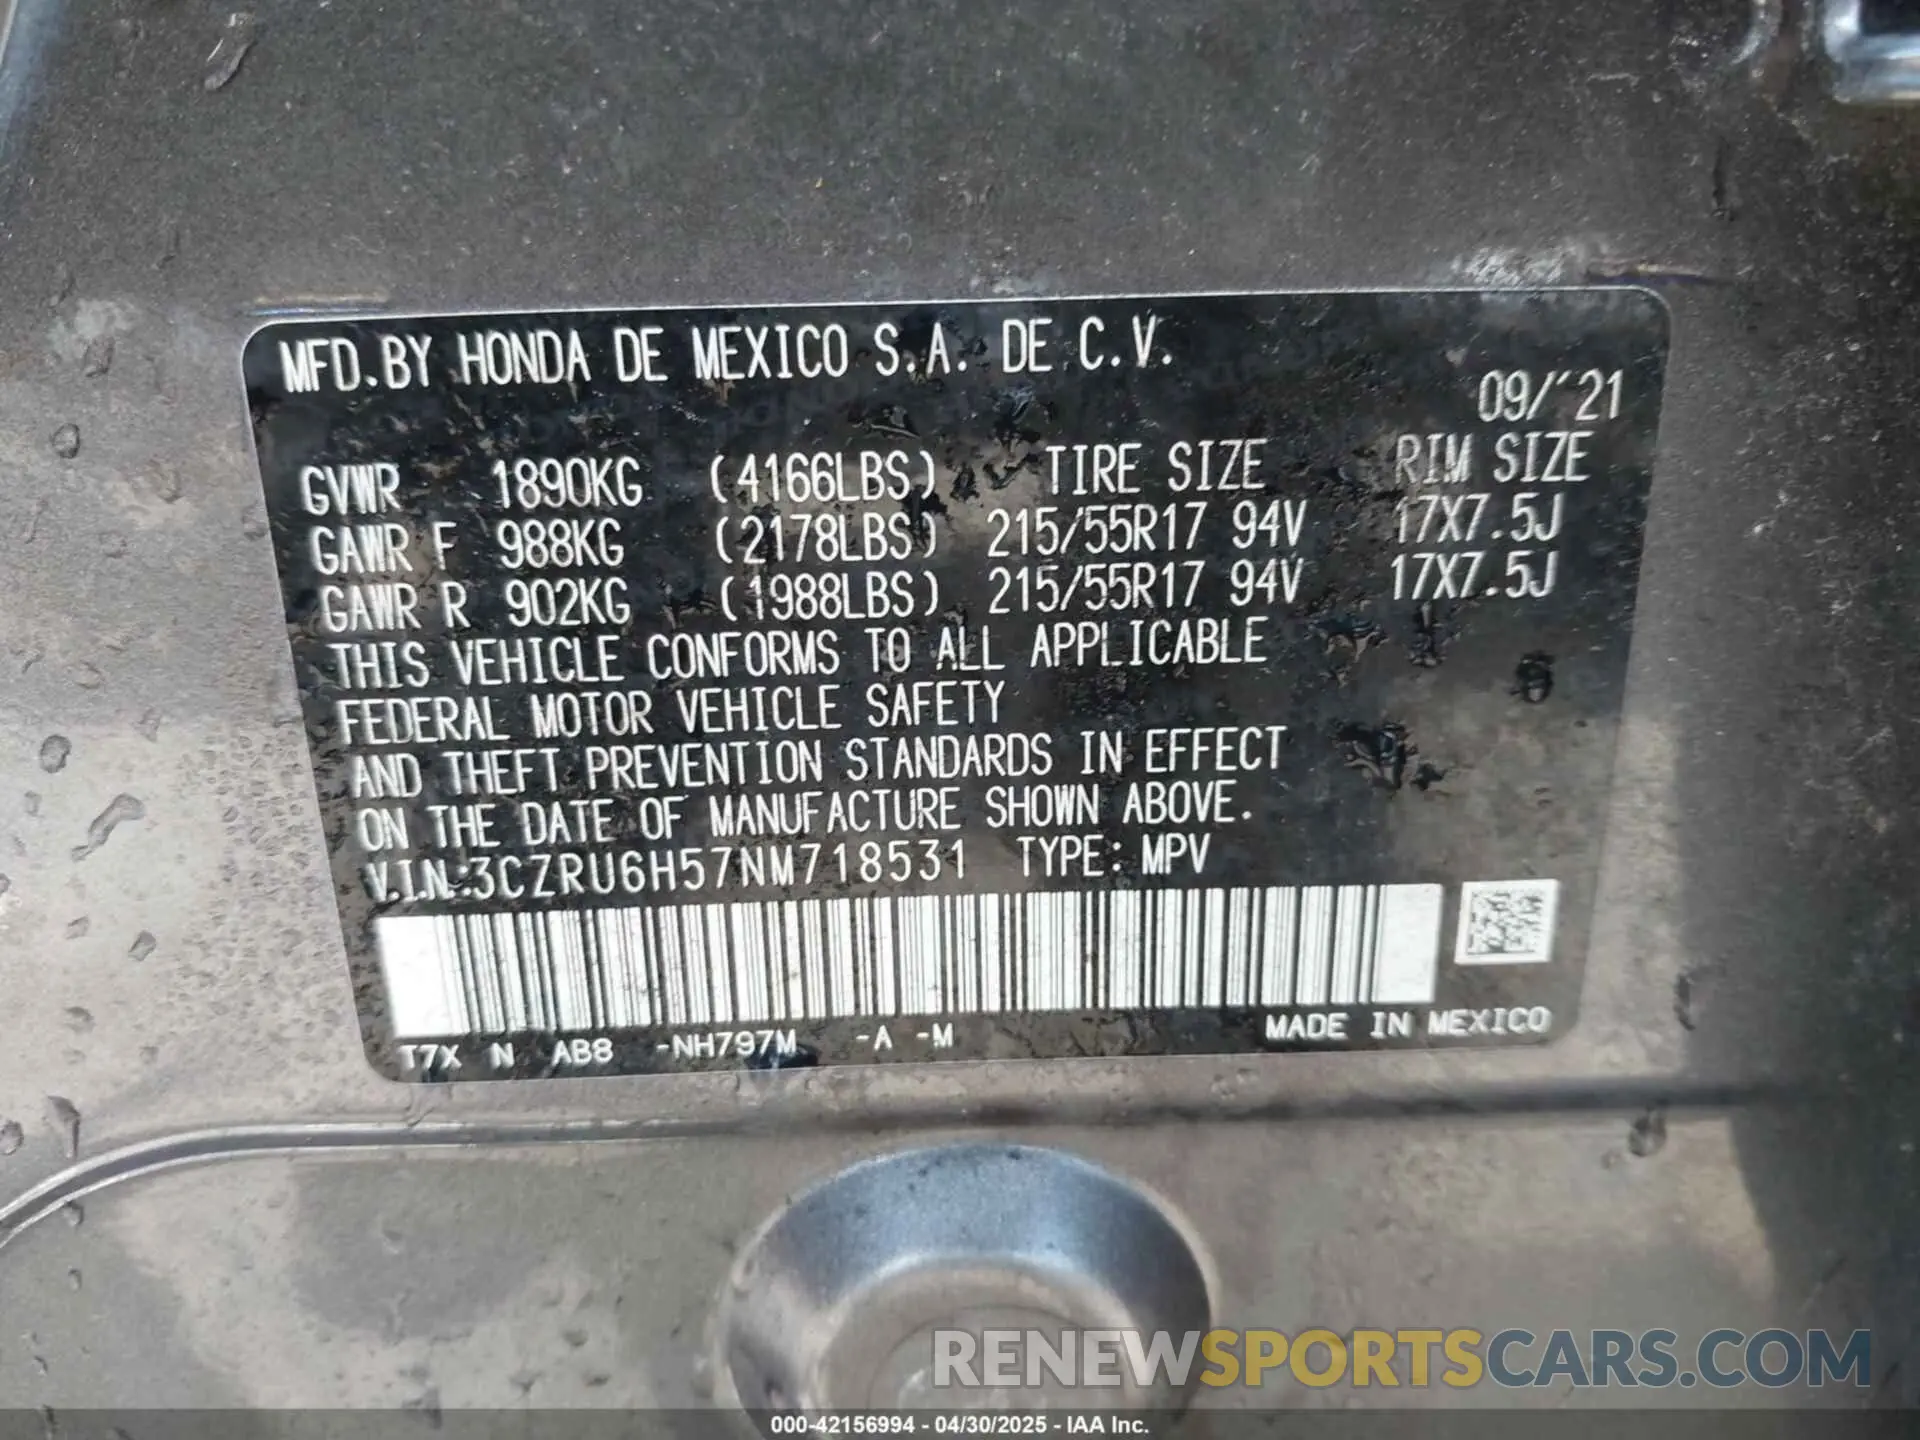 MFD.BY HONDA DE MEXICO S.A. DE C.V.
09/'21
GVWR 1890KG (4166LBS) TIRE SIZE RIM SIZE
GAWR F 988KG (2178LBS) 215/55R17 94V 17X7.5J
GAWR R 902KG (1988LBS) 215/55R17 94V 17X7.5J
THIS VEHICLE CONFORMS TO ALL APPLICABLE
FEDERAL MOTOR VEHICLE SAFETY
AND THEFT PREVENTION STANDARDS IN EFFECT
ON THE DATE OF MANUFACTURE SHOWN ABOVE.
V.I.N.:3CZRU6H57NM718531 TYPE: MPV
T7X N AB8 -NH797M -A -M MADE IN MEXICO
RENEWSPORTSCARS.COM
000-42156994 - 04/30/2025 - IAA Inc.